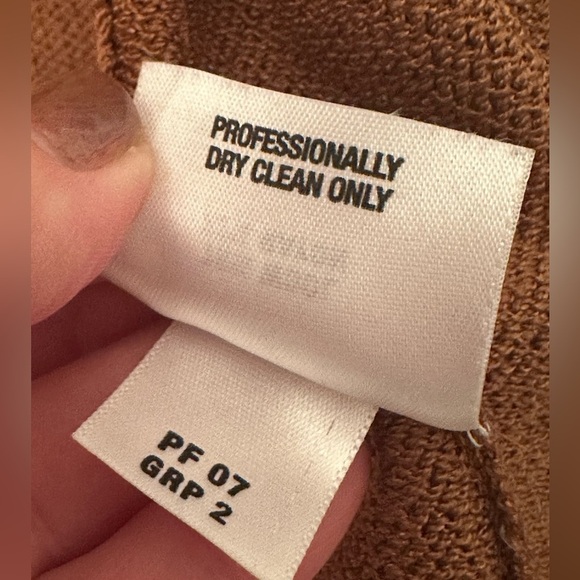 PROFESSIONALLY
DRY CLEAN ONLY
PF 07
GRP 2